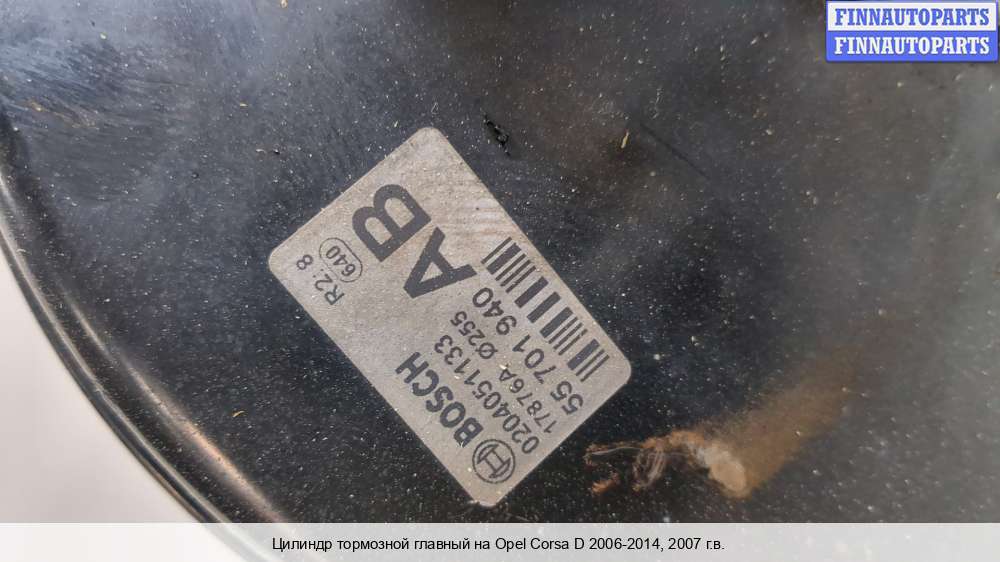 FINNAUTOPARTS
FINNAUTOPARTS
BOSCH
0204051133
17876A Ø255
55 701 940
AB
R2: 8
640
Цилиндр тормозной главный на Opel Corsa D 2006-2014, 2007 г.в.